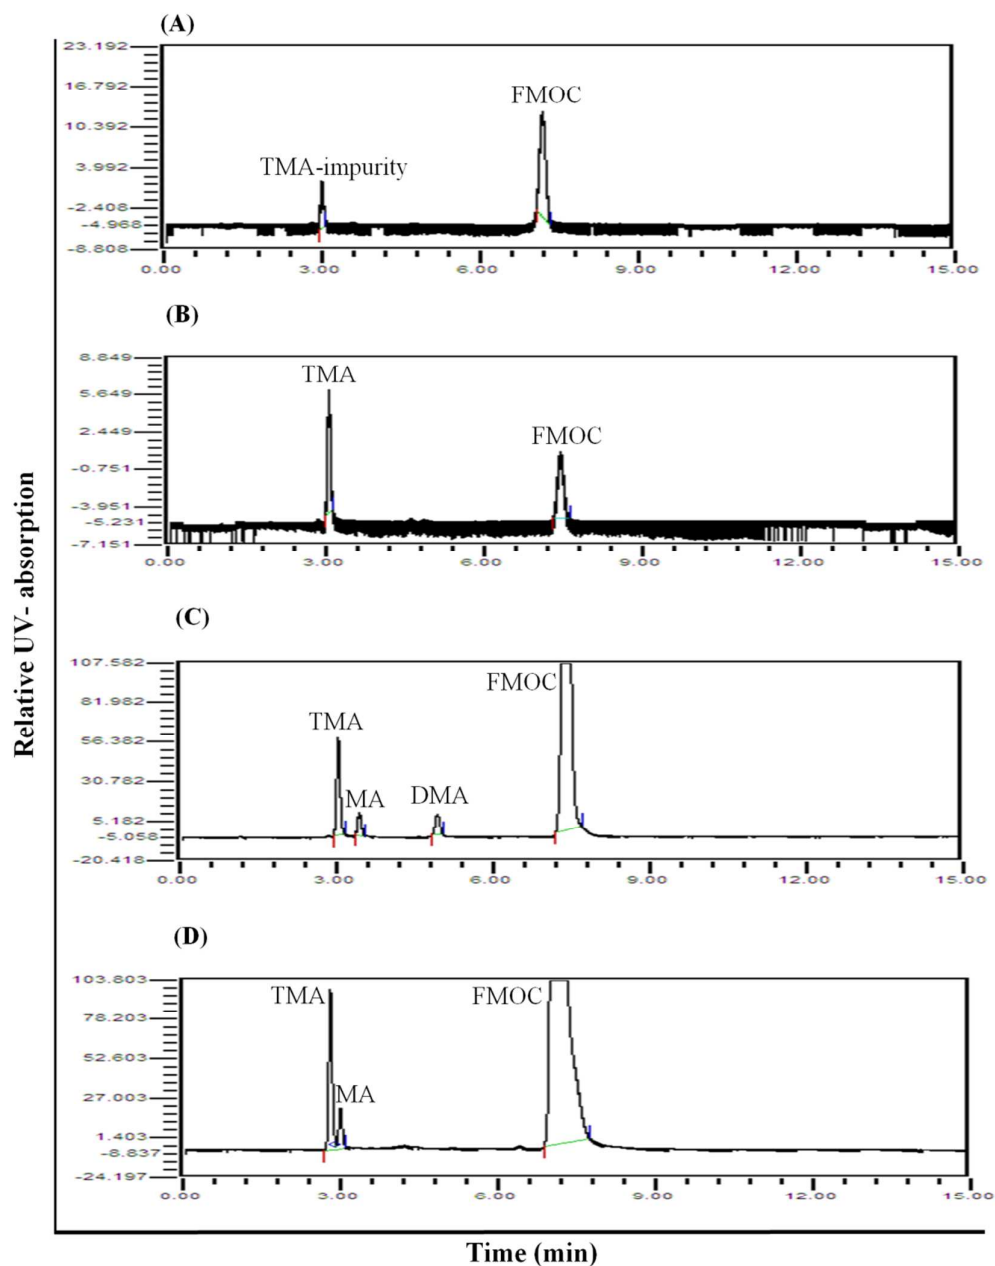 (A)
23.192
16.792
10.392
3.992
-2.408
-4.968
-8.808
TMA-impurity
FMOC
0.00 3.00 6.00 9.00 12.00 15.00
(B)
8.849
5.649
2.449
-0.751
-3.951
-5.231
-7.151
TMA
FMOC
0.00 3.00 6.00 9.00 12.00 15.00
(C)
107.582
81.982
56.382
30.782
5.182
-5.058
-20.418
TMA
MA
DMA
FMOC
0.00 3.00 6.00 9.00 12.00 15.00
(D)
103.803
78.203
52.603
27.003
1.403
-8.837
-24.197
TMA
MA
FMOC
0.00 3.00 6.00 9.00 12.00 15.00
Relative UV- absorption
Time (min)